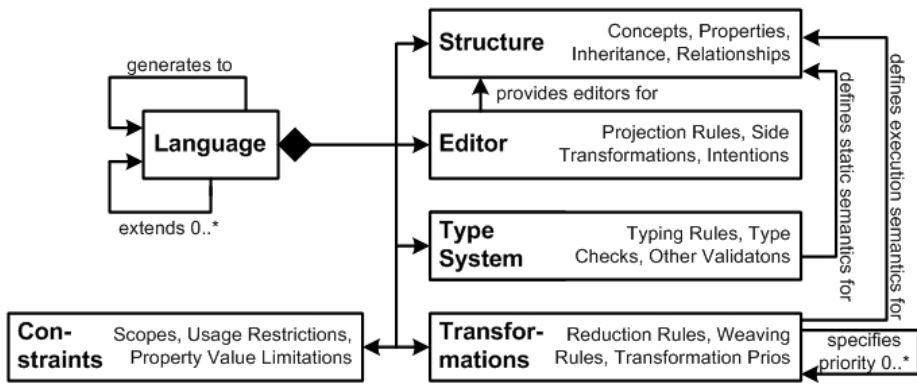 Structure
Concepts, Properties,
Inheritance, Relationships
generates to
Language
extends 0..*
provides editors for
Editor
Projection Rules, Side
Transformations, Intentions
Type
System
Typing Rules, Type
Checks, Other Validatons
Con-
straints
Scopes, Usage Restrictions,
Property Value Limitations
Transfor-
mations
Reduction Rules, Weaving
Rules, Transformation Prios
specifies
priority 0..*
defines static semantics for
defines execution semantics for